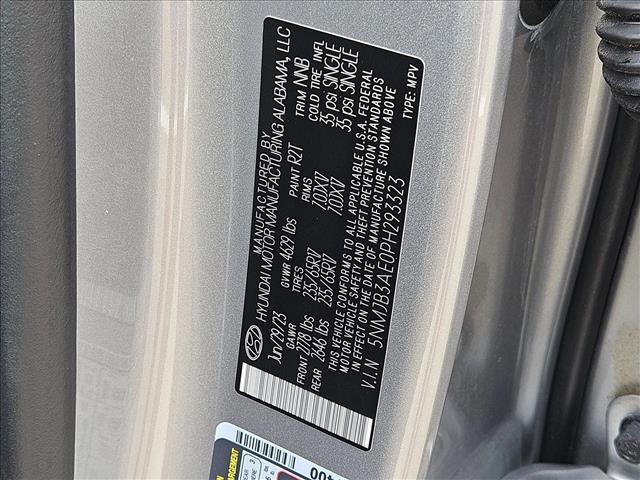 MANUFACTURED BY
HYUNDAI MOTOR MANUFACTURING ALABAMA, LLC
Jun/29/23 PAINT R2T TRIM NNB
GAWR GVWR 4629 lbs TIRES RIMS COLD TIRE INFL
FRONT 2778 lbs 235/65R17 7.0JX17 35 psi SINGLE
REAR 2646 lbs 235/65R17 7.0JX17 35 psi SINGLE
THIS VEHICLE CONFORMS TO ALL APPLICABLE U.S.A. FEDERAL
MOTOR VEHICLE SAFETY AND THEFT PREVENTION STANDARDS
IN EFFECT ON THE DATE OF MANUFACTURE SHOWN ABOVE
V.I.N 5NMJB3AE0PH293323 TYPE: MPV